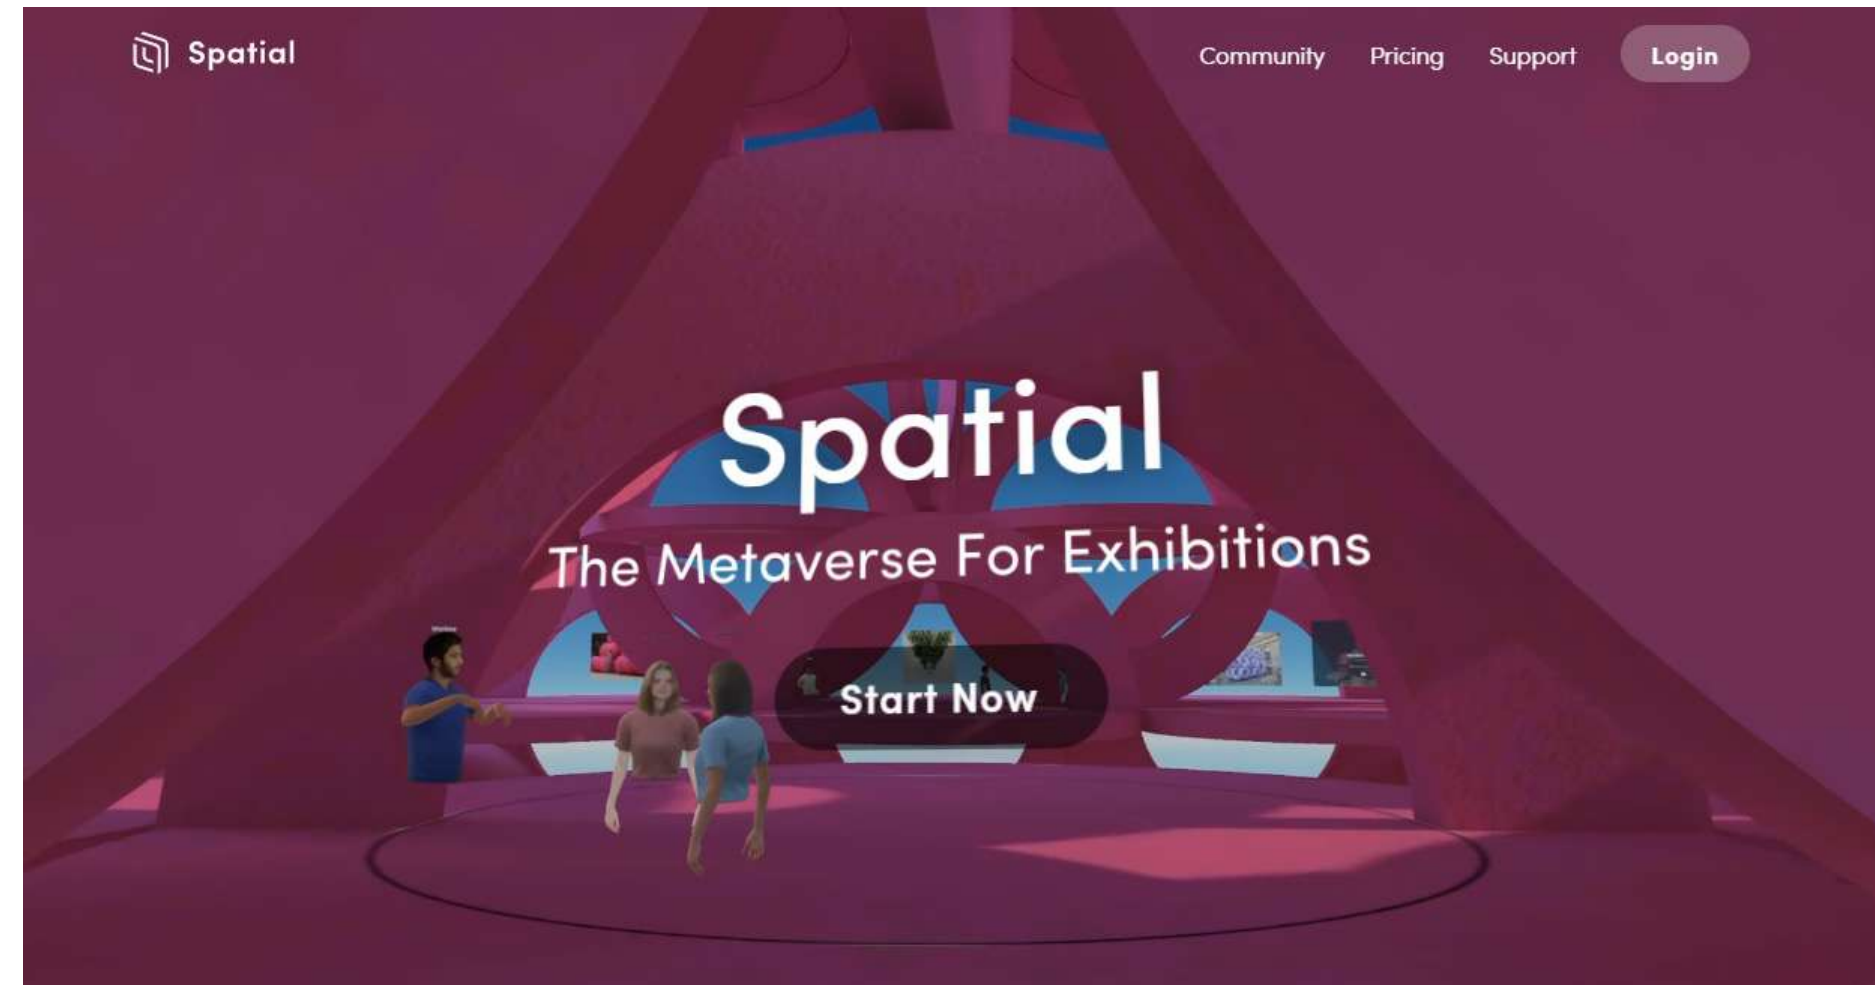 Spatial
Community Pricing Support Login
Spatial
The Metaverse For Exhibitions
Start Now